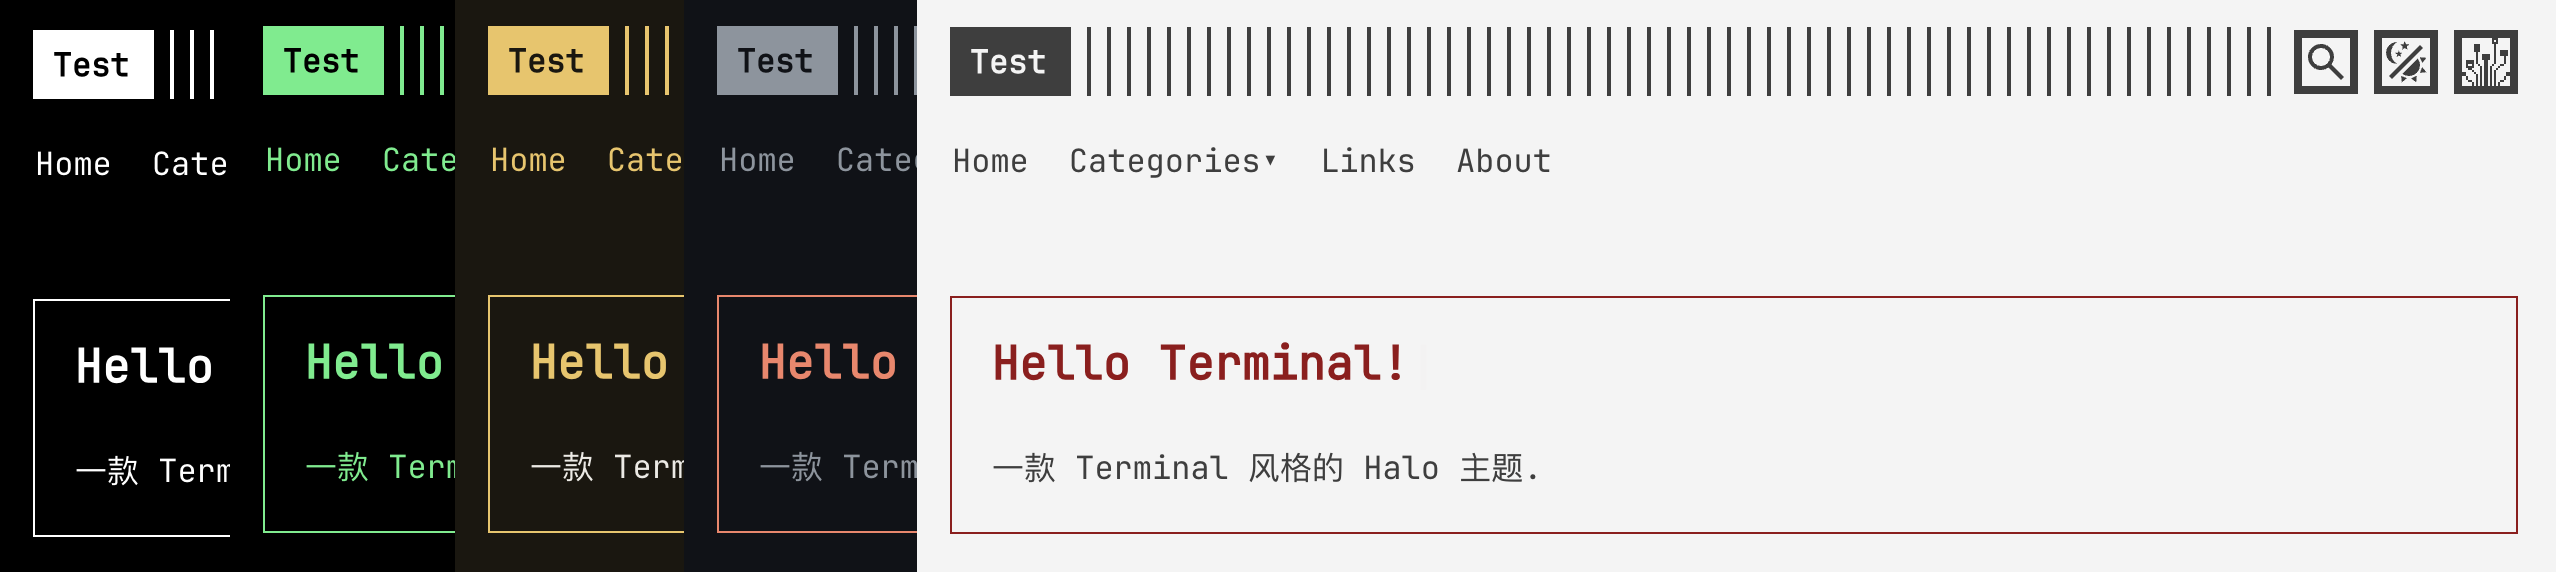 Test
Home Cate
Hello
一款 Term
Test
Home Cate
Hello
一款 Term
Test
Home Cate
Hello
一款 Term
Test
Home Cate
Hello
一款 Term
Test
Home Categories▾ Links About
Hello Terminal!
一款 Terminal 风格的 Halo 主题.